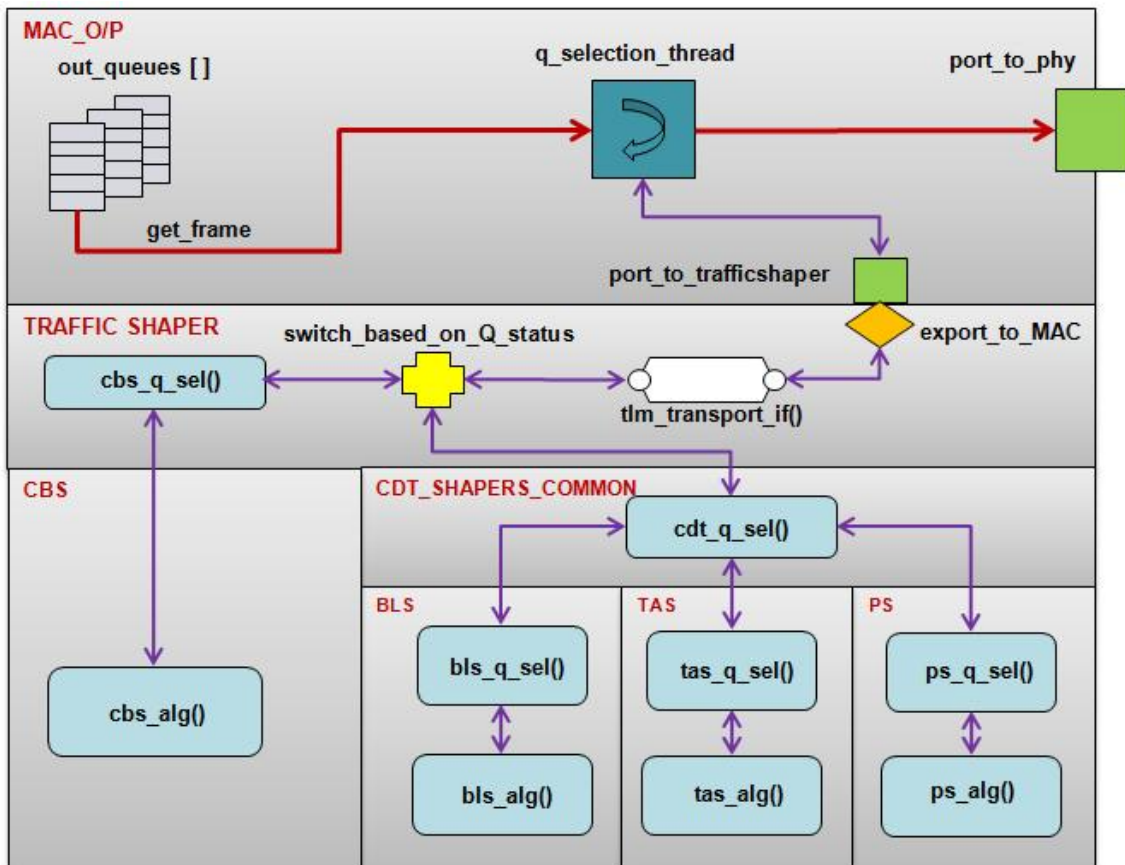 MAC_O/P
out_queues [ ]
q_selection_thread
port_to_phy
get_frame
port_to_trafficshaper
TRAFFIC SHAPER
switch_based_on_Q_status
export_to_MAC
cbs_q_sel()
tlm_transport_if()
CBS
CDT_SHAPERS_COMMON
cdt_q_sel()
BLS
TAS
PS
bls_q_sel()
tas_q_sel()
ps_q_sel()
cbs_alg()
bls_alg()
tas_alg()
ps_alg()